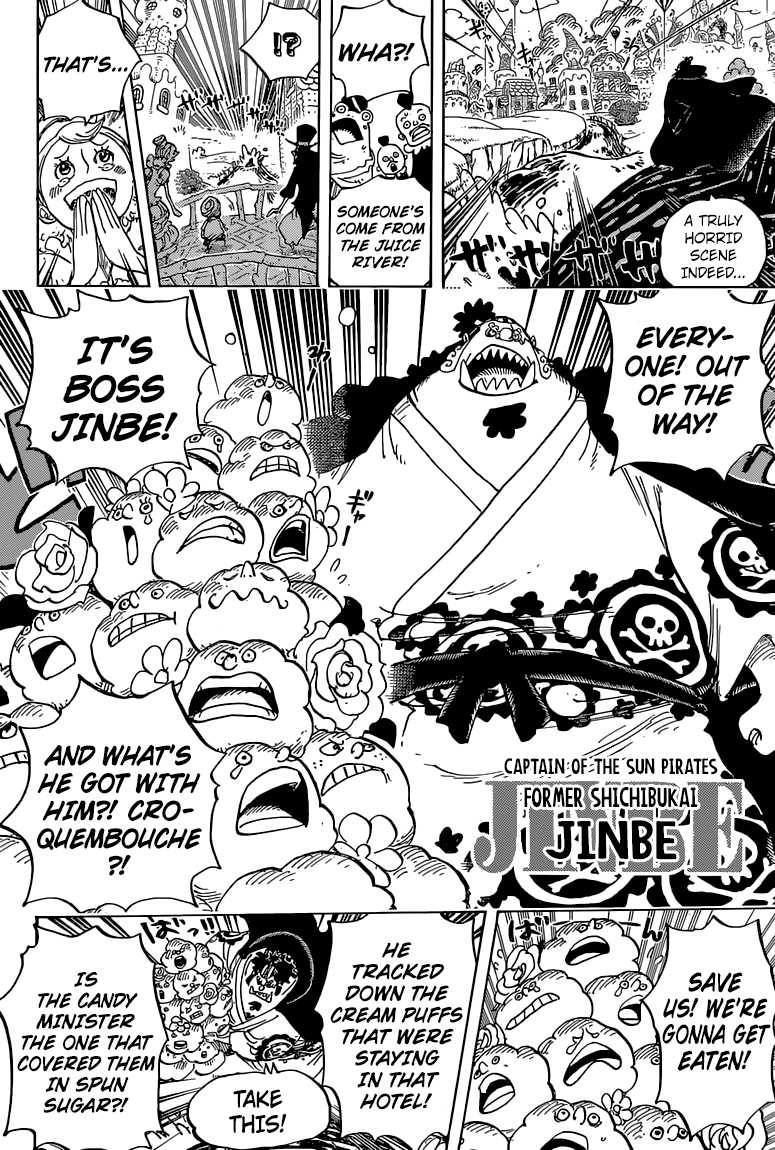 A TRULY
HORRID
SCENE
INDEED...
WHA?!
SOMEONE'S
COME FROM
THE JUICE
RIVER!
!?
THAT'S...
EVERY-
ONE! OUT
OF THE
WAY!
IT'S
BOSS
JINBE!
AND WHAT'S
HE GOT WITH
HIM?! CRO-
QUEMBOUCHE
?!
CAPTAIN OF THE SUN PIRATES
FORMER SHICHIBUKAI
JINBE
JINBE
SAVE
US! WE'RE
GONNA GET
EATEN!
HE
TRACKED
DOWN THE
CREAM PUFFS
THAT WERE
STAYING
IN THAT
HOTEL!
TAKE
THIS!
IS
THE CANDY
MINISTER
THE ONE THAT
COVERED THEM
IN SPUN
SUGAR?!